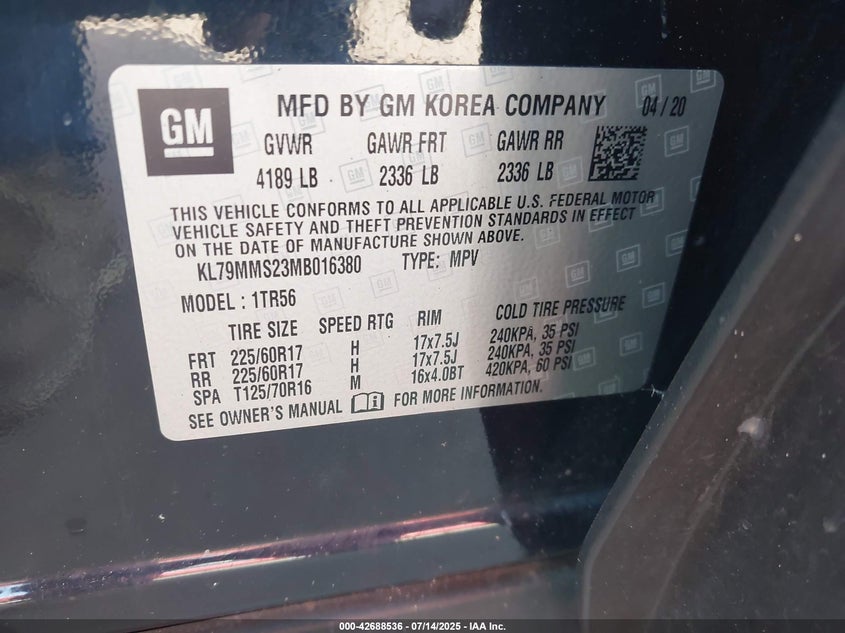 GM MFD BY GM KOREA COMPANY 04/20
GVWR GAWR FRT GAWR RR
4189 LB 2336 LB 2336 LB
THIS VEHICLE CONFORMS TO ALL APPLICABLE U.S. FEDERAL MOTOR
VEHICLE SAFETY AND THEFT PREVENTION STANDARDS IN EFFECT
ON THE DATE OF MANUFACTURE SHOWN ABOVE.
KL79MMS23MB016380 TYPE: MPV
MODEL : 1TR56
TIRE SIZE SPEED RTG RIM COLD TIRE PRESSURE
FRT 225/60R17 H 17x7.5J 240KPA, 35 PSI
RR 225/60R17 H 17x7.5J 240KPA, 35 PSI
SPA T125/70R16 M 16x4.0BT 420KPA, 60 PSI
SEE OWNER'S MANUAL FOR MORE INFORMATION.
000-42688536 - 07/14/2025 - IAA Inc.